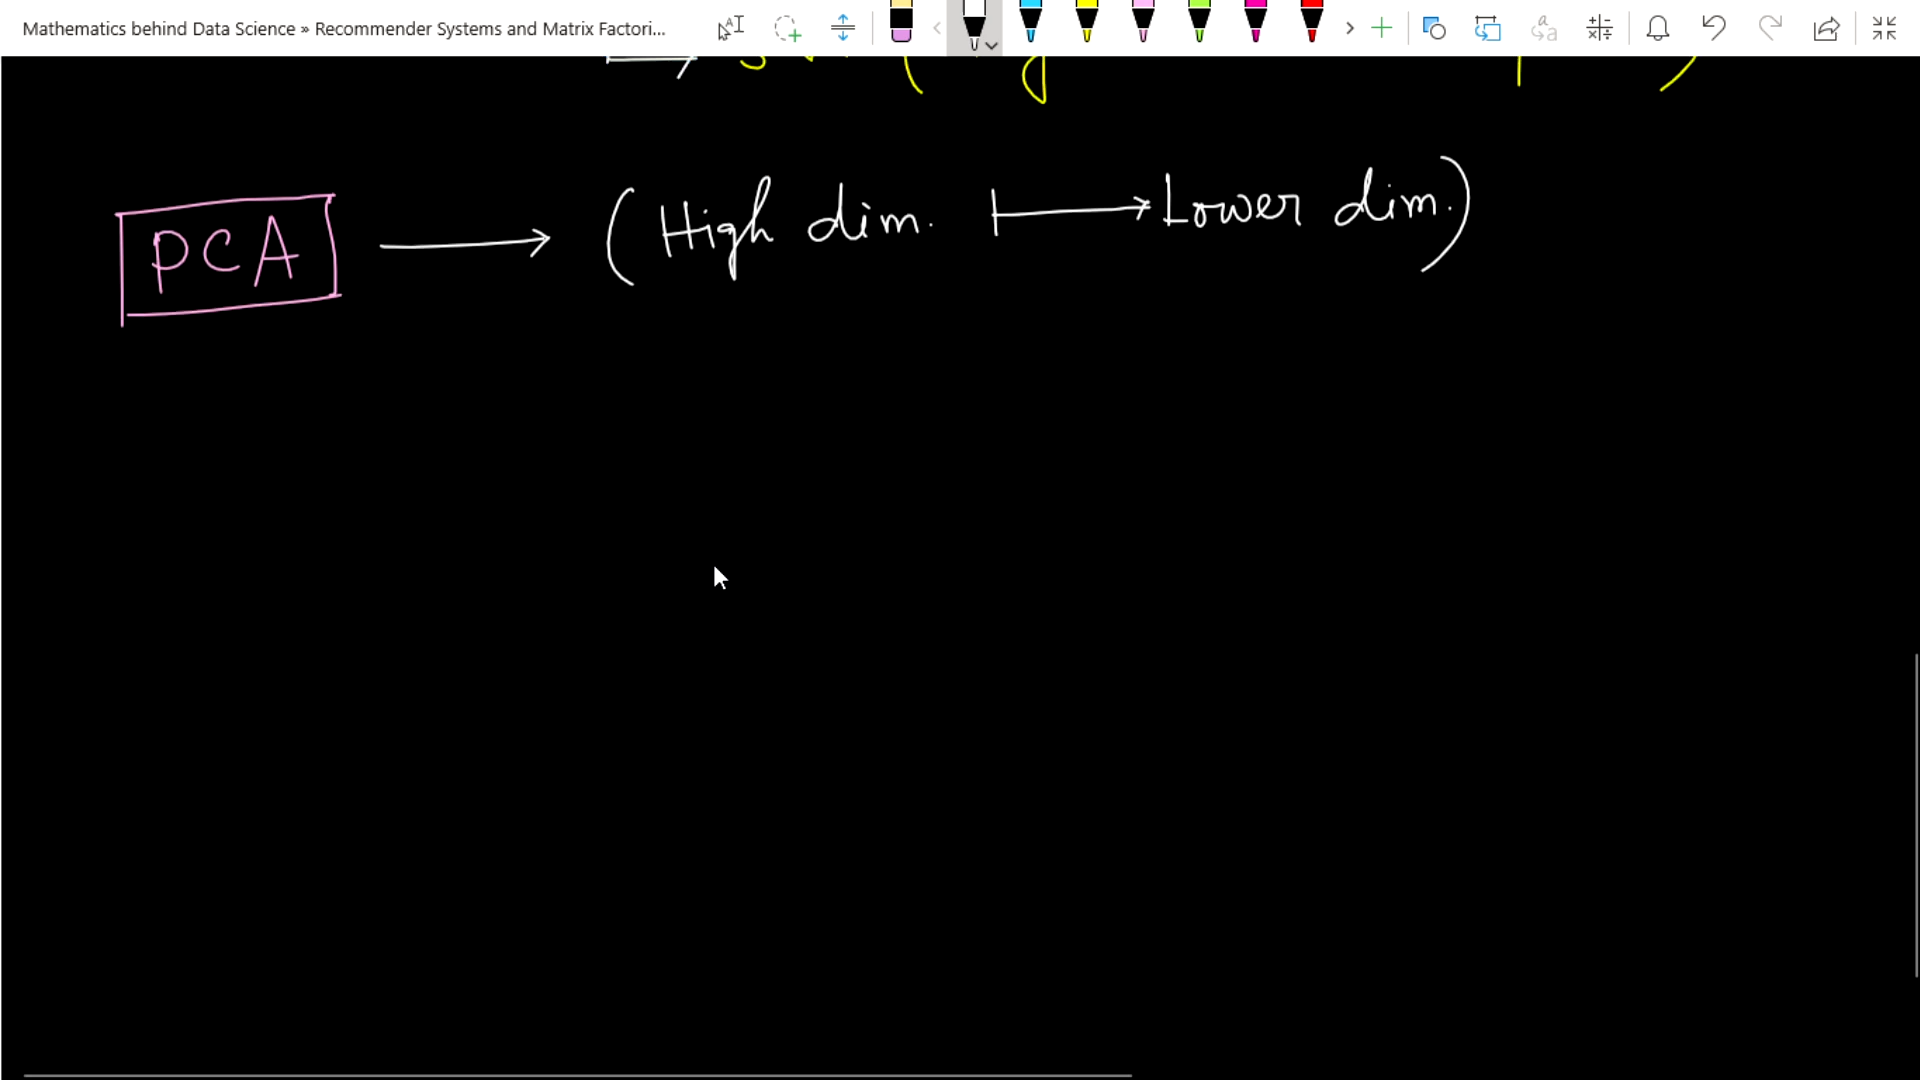 Mathematics behind Data Science » Recommender Systems and Matrix Factori...
PCA → (High dim. ↦ Lower dim.)